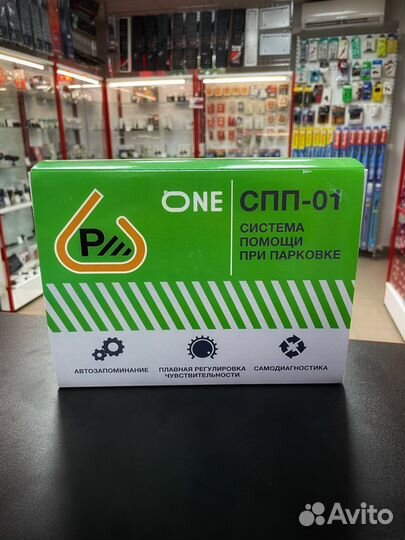 P
ONE
СПП-01
СИСТЕМА
ПОМОЩИ
ПРИ ПАРКОВКЕ
АВТОЗАПОМИНАНИЕ
ПЛАВНАЯ РЕГУЛИРОВКА
ЧУВСТВИТЕЛЬНОСТИ
САМОДИАГНОСТИКА
Avito